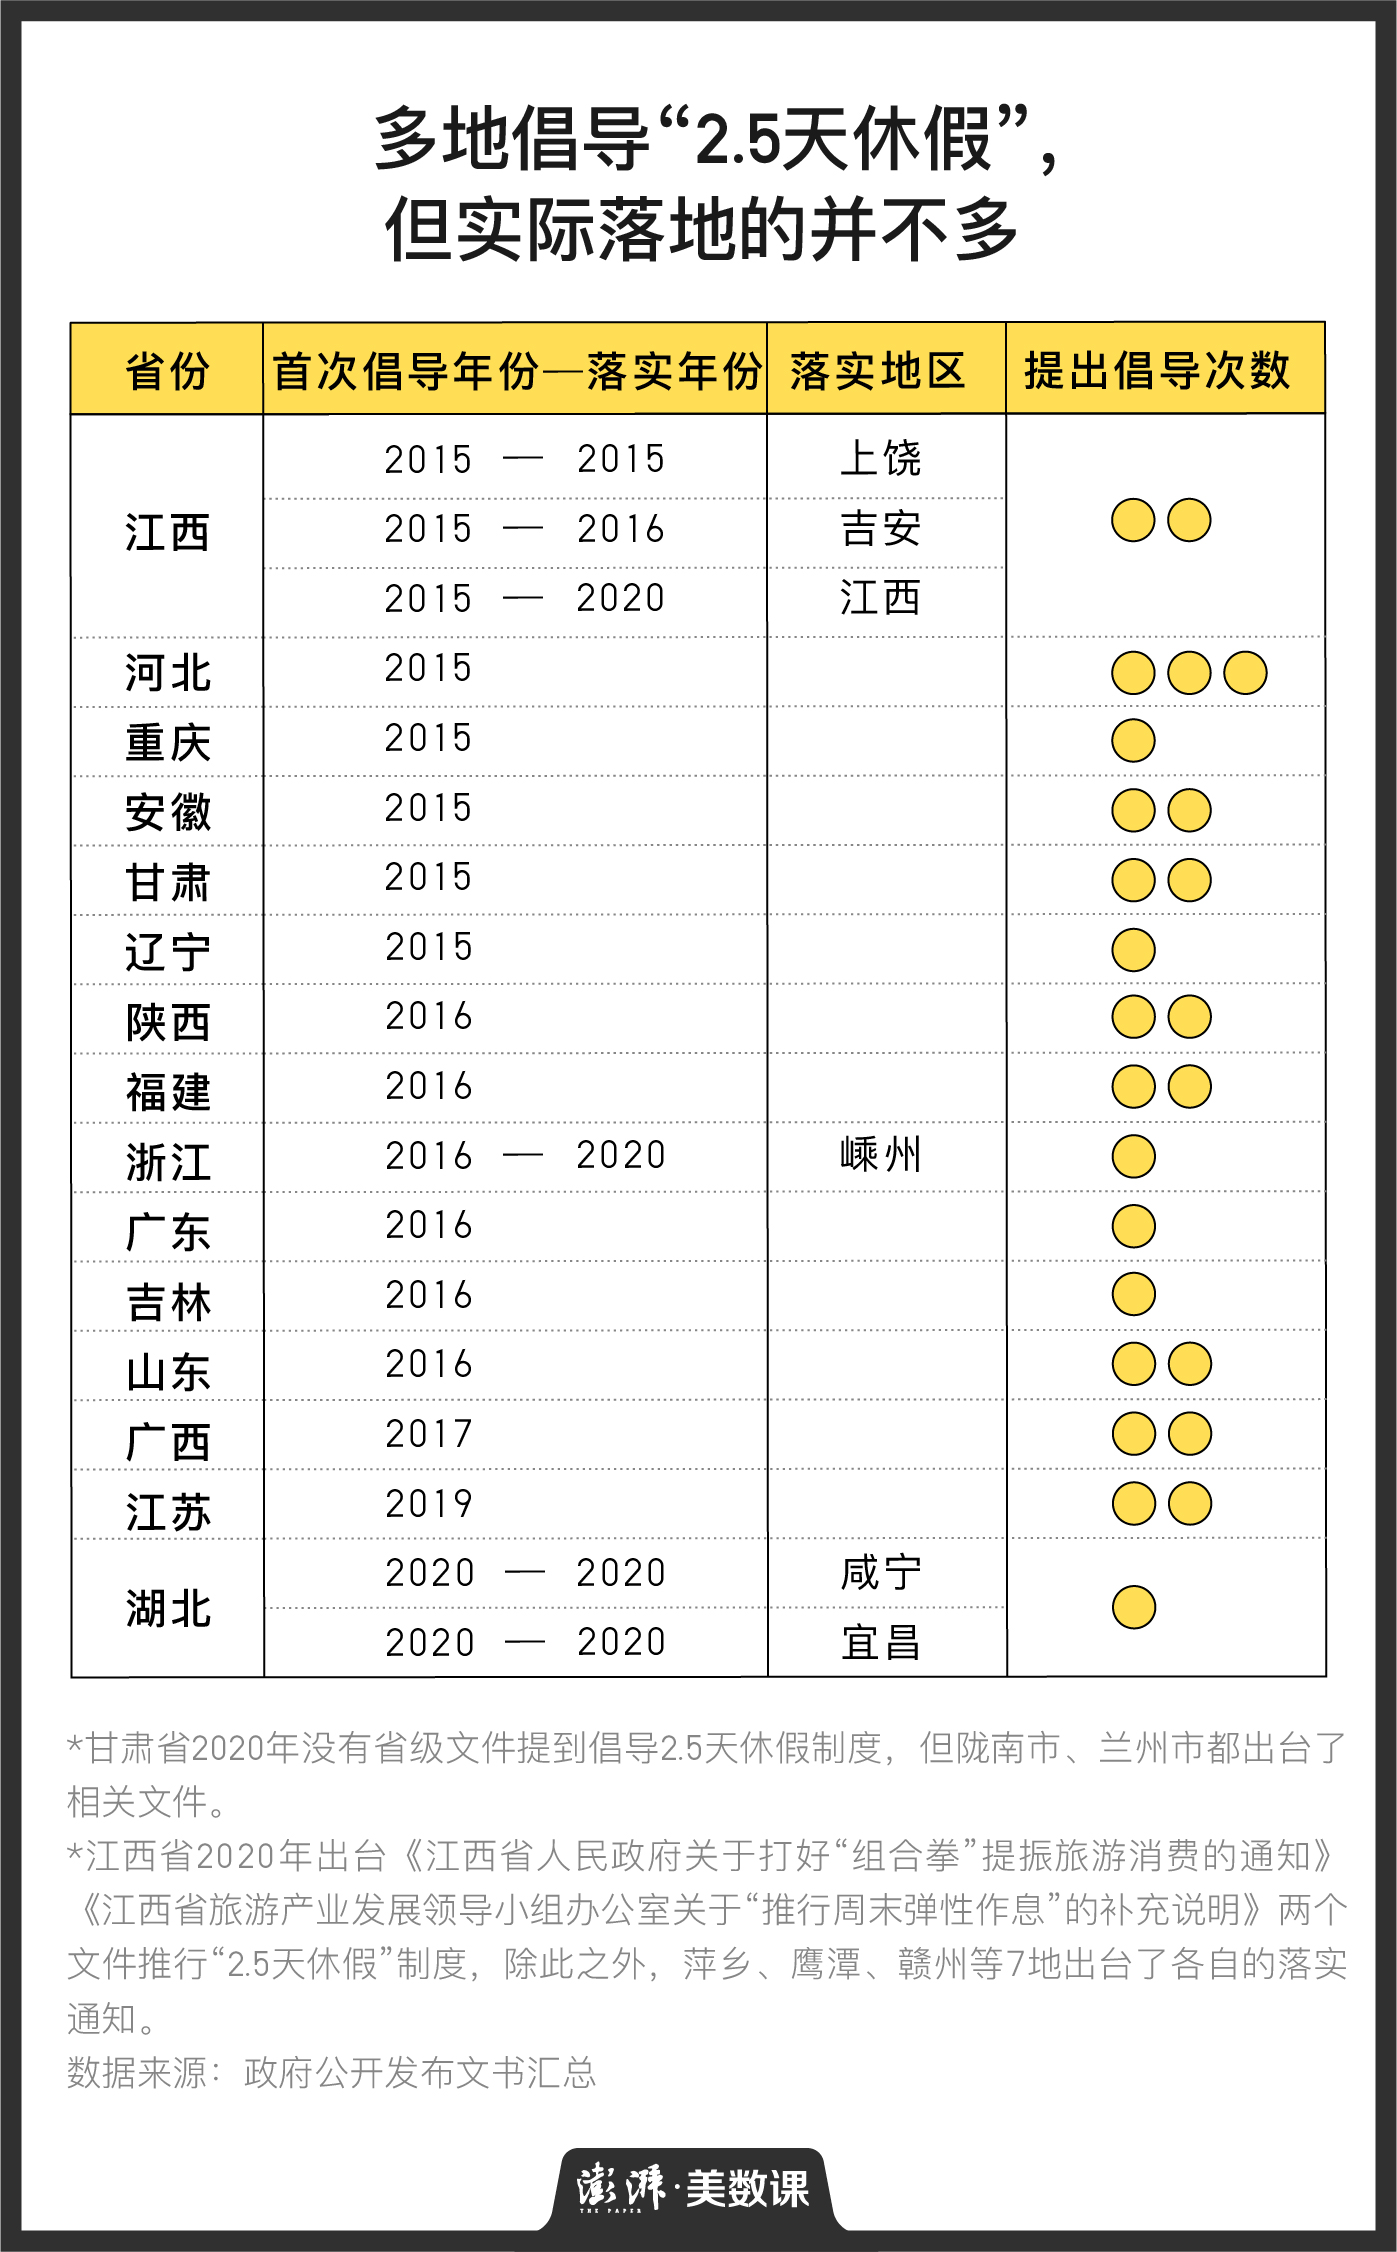 多地倡导“2.5天休假”，
但实际落地的并不多
省份 首次倡导年份—落实年份 落实地区 提出倡导次数
江西
2015 — 2015 上饶
2015 — 2016 吉安
2015 — 2020 江西
河北 2015
重庆 2015
安徽 2015
甘肃 2015
辽宁 2015
陕西 2016
福建 2016
浙江 2016 — 2020 嵊州
广东 2016
吉林 2016
山东 2016
广西 2017
江苏 2019
湖北
2020 — 2020 咸宁
2020 — 2020 宜昌
*甘肃省2020年没有省级文件提到倡导2.5天休假制度，但陇南市、兰州市都出台了
相关文件。
*江西省2020年出台《江西省人民政府关于打好“组合拳”提振旅游消费的通知》
《江西省旅游产业发展领导小组办公室关于“推行周末弹性作息”的补充说明》两个
文件推行“2.5天休假”制度，除此之外，萍乡、鹰潭、赣州等7地出台了各自的落实
通知。
数据来源：政府公开发布文书汇总
澎湃·美数课
THE PAPER